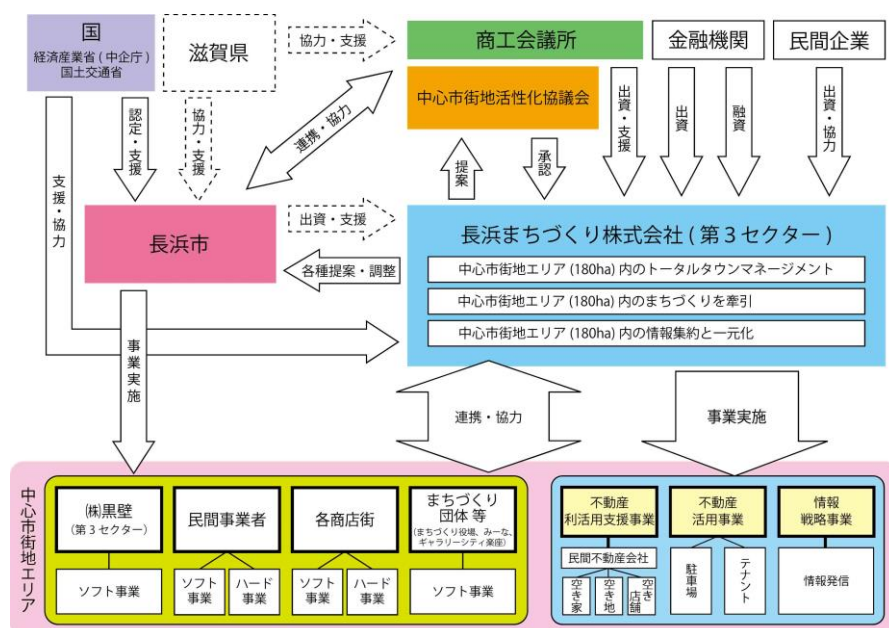 国
経済産業省 ( 中企庁 )
国土交通省
滋賀県
協力・支援
商工会議所
中心市街地活性化協議会
金融機関
民間企業
支援・協力
認定・支援
協力・支援
連携・協力
提案
承認
出資・支援
出資
融資
出資・協力
長浜市
出資・支援
各種提案・調整
長浜まちづくり株式会社 ( 第 3 セクター )
中心市街地エリア (180ha) 内のトータルタウンマネージメント
中心市街地エリア (180ha) 内のまちづくりを牽引
中心市街地エリア (180ha) 内の情報集約と一元化
事業実施
連携・協力
事業実施
中心市街地エリア
㈱黒壁
(第 3 セクター)
ソフト事業
民間事業者
ソフト
事業
ハード
事業
各商店街
ソフト
事業
ハード
事業
まちづくり
団体 等
(まちづくり役場、みーな、
ギャラリーシティ楽座)
ソフト事業
不動産
利活用支援事業
民間不動産会社
空き家
空き地
空き
店舗
不動産
活用事業
駐車場
テナント
情報
戦略事業
情報発信